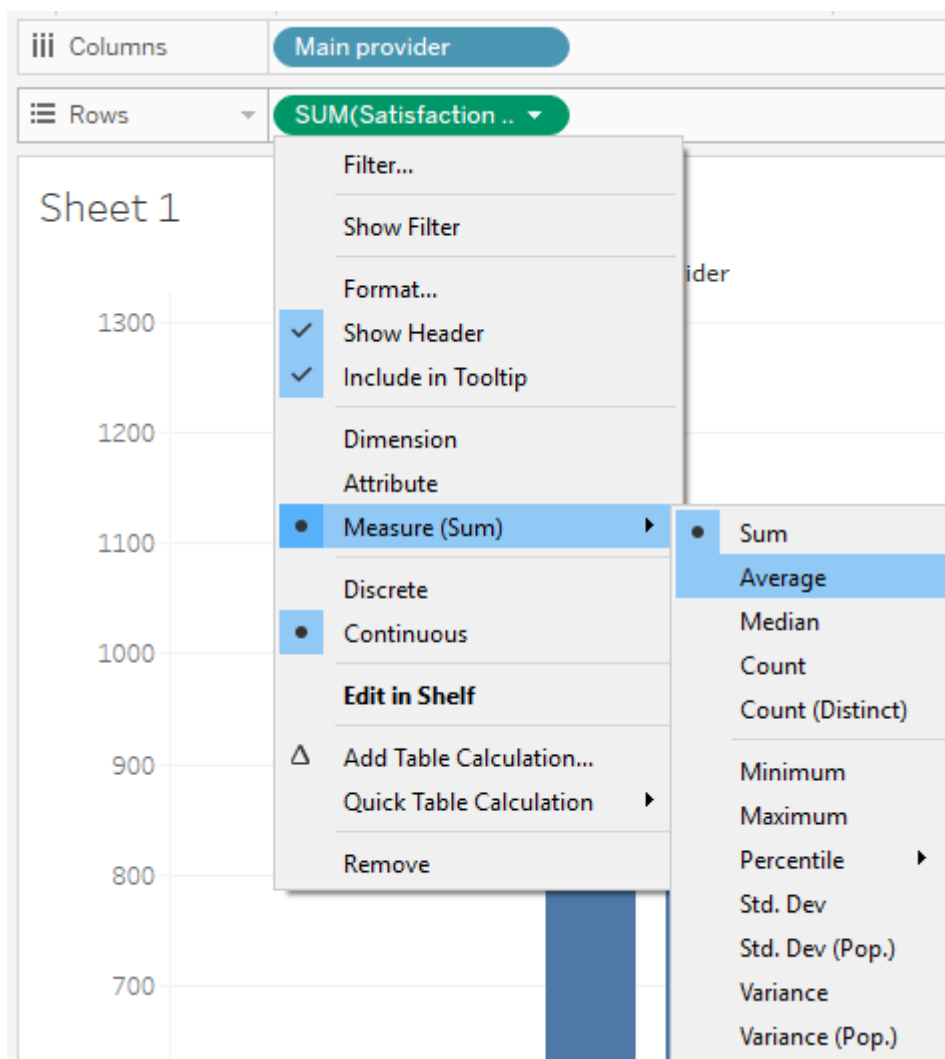 Columns
Main provider
Rows
SUM(Satisfaction ..
Sheet 1
ider
1300
1200
1100
1000
900
800
700
Filter...
Show Filter
Format...
Show Header
Include in Tooltip
Dimension
Attribute
Measure (Sum)
Discrete
Continuous
Edit in Shelf
Add Table Calculation...
Quick Table Calculation
Remove
Sum
Average
Median
Count
Count (Distinct)
Minimum
Maximum
Percentile
Std. Dev
Std. Dev (Pop.)
Variance
Variance (Pop.)